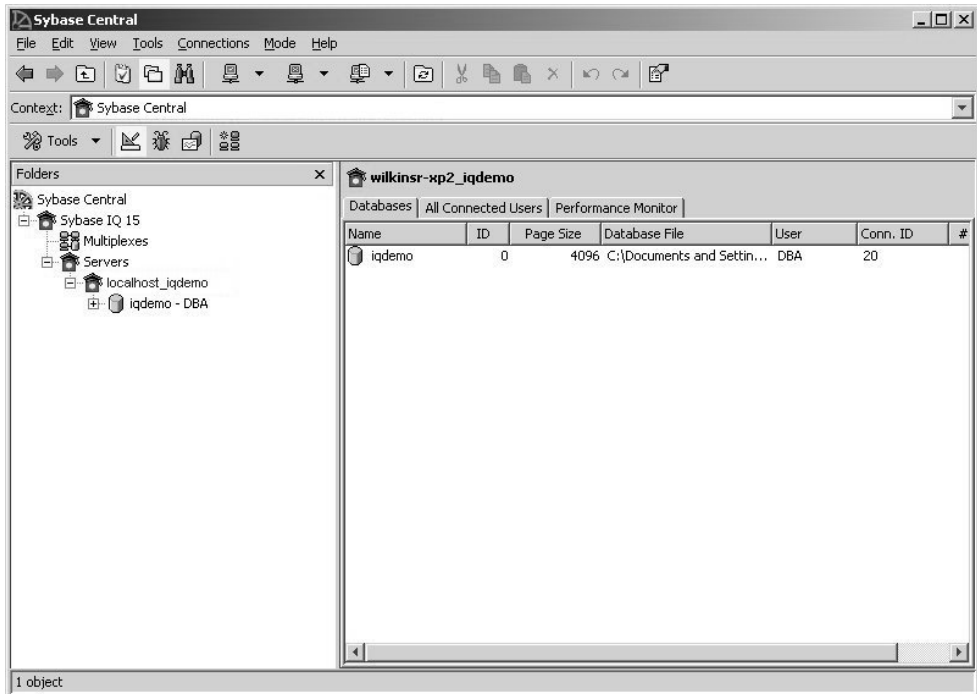 Sybase Central
File Edit View Tools Connections Mode Help
Context: Sybase Central
Tools
Folders
Sybase Central
Sybase IQ 15
Multiplexes
Servers
localhost_iqdemo
iqdemo - DBA
wilkinsr-xp2_iqdemo
Databases All Connected Users Performance Monitor
Name ID Page Size Database File User Conn. ID #
iqdemo 0 4096 C:\Documents and Settin... DBA 20
1 object